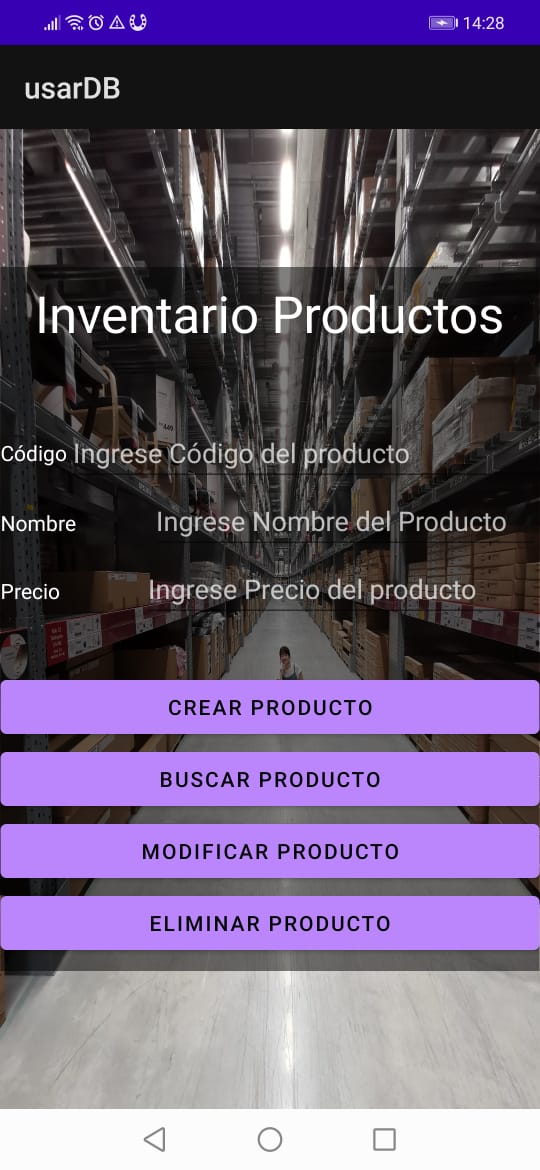 14:28
usarDB
Inventario Productos
Código Ingrese Código del producto
Nombre Ingrese Nombre del Producto
Precio Ingrese Precio del producto
CREAR PRODUCTO
BUSCAR PRODUCTO
MODIFICAR PRODUCTO
ELIMINAR PRODUCTO